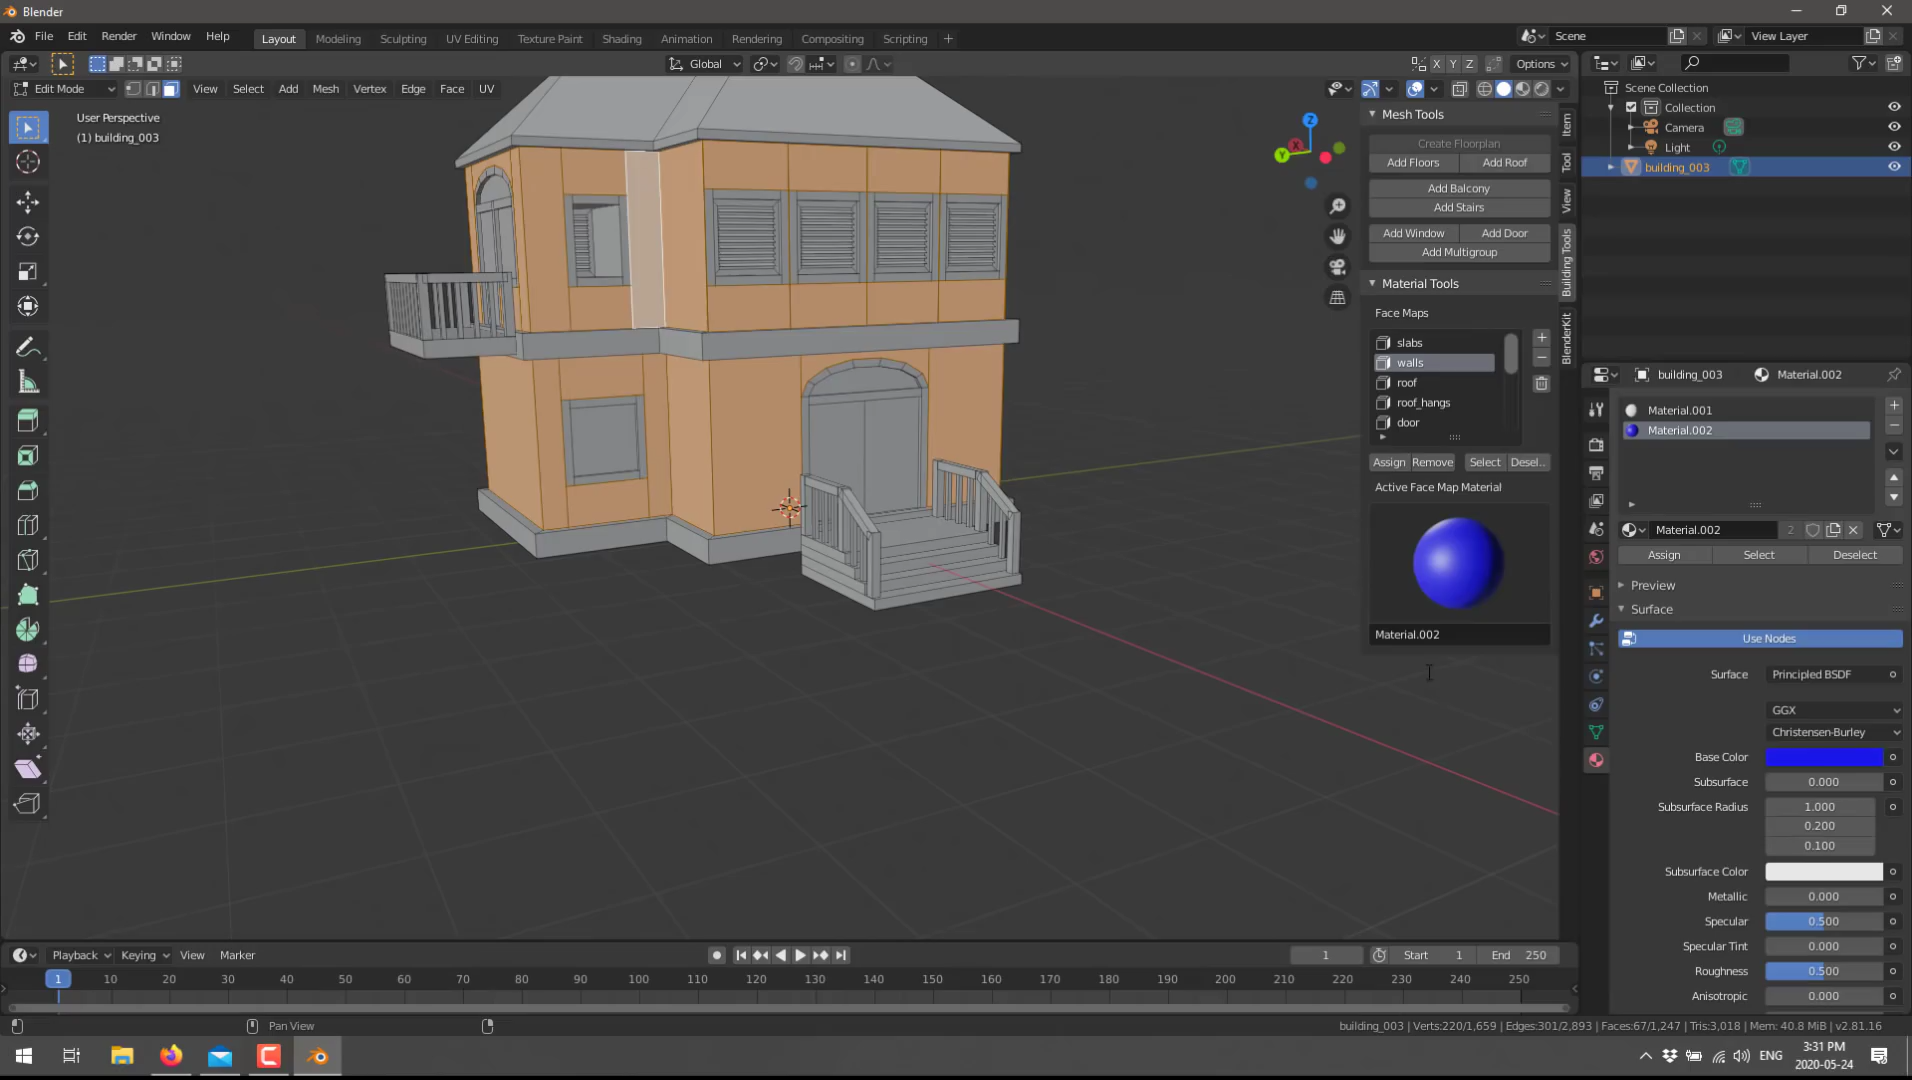 Blender
File Edit Render Window Help
Layout Modeling Sculpting UV Editing Texture Paint Shading Animation Rendering Compositing Scripting +
Scene
View Layer
Global
X Y Z
Options
Edit Mode
View Select Add Mesh Vertex Edge Face UV
User Perspective
(1) building_003
Z
Y
X
Mesh Tools
Create Floorplan
Add Floors Add Roof
Add Balcony
Add Stairs
Add Window Add Door
Add Multigroup
Material Tools
Face Maps
slabs
walls
roof
roof_hangs
door
Assign Remove Select Desel..
Active Face Map Material
Material.002
Item
Tool
View
Building Tools
BlenderKit
Scene Collection
Collection
Camera
Light
building_003
building_003 Material.002
Material.001
Material.002
Material.002 2
Assign Select Deselect
Preview
Surface
Use Nodes
Surface Principled BSDF
GGX
Christensen-Burley
Base Color
Subsurface 0.000
Subsurface Radius 1.000
0.200
0.100
Subsurface Color
Metallic 0.000
Specular 0.500
Specular Tint 0.000
Roughness 0.500
Anisotropic 0.000
Playback Keying View Marker
1 Start 1 End 250
1 10 20 30 40 50 60 70 80 90 100 110 120 130 140 150 160 170 180 190 200 210 220 230 240 250
Pan View
building_003 | Verts:220/1,659 | Edges:301/2,893 | Faces:67/1,247 | Tris:3,018 | Mem: 40.8 MiB | v2.81.16
ENG
3:31 PM
2020-05-24